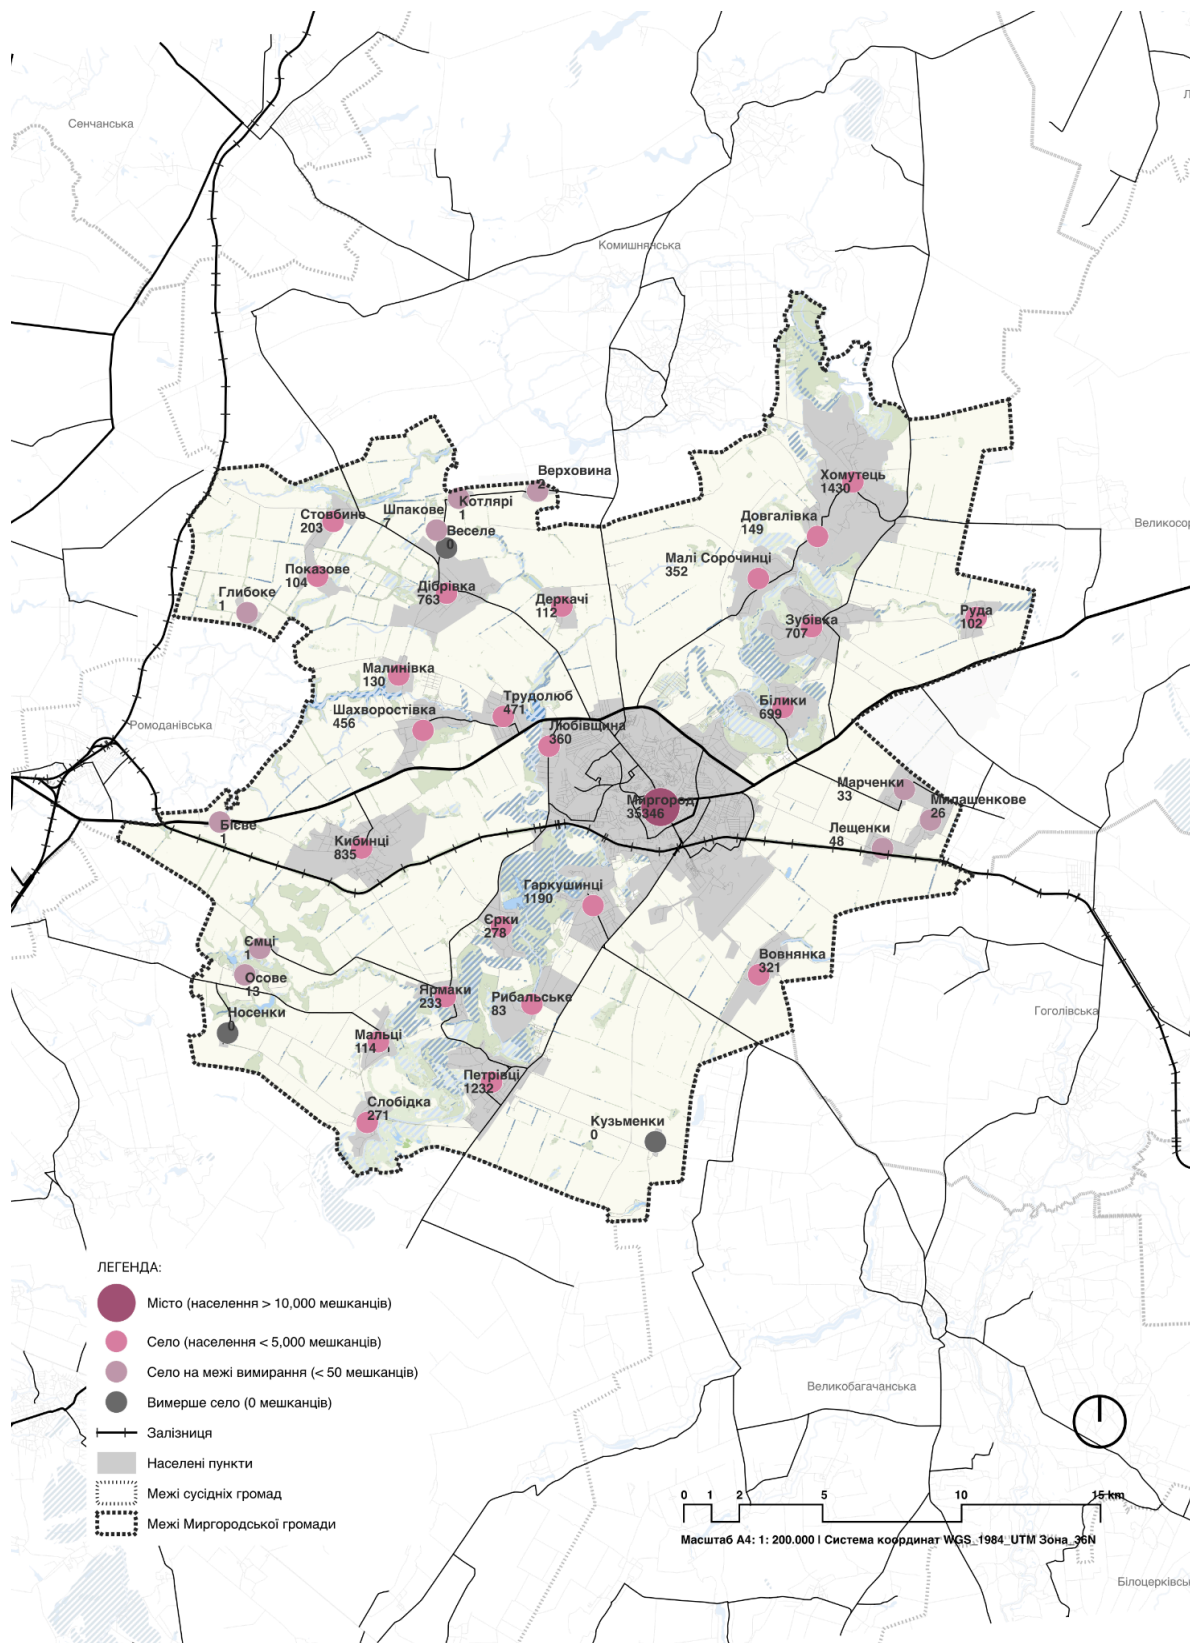 Сенчанська
Комишнянська
Верховина
2
Хомутець
1430
Котлярі
1
Шпакове
7
Стовбине
203
Довгалівка
149
Великосор
Веселе
0
Малі Сорочинці
352
Показове
104
Дібрівка
763
Глибоке
1
Деркачі
112
Руда
102
Зубівка
707
Малинівка
130
Трудолюб
471
Білики
699
Шахворостівка
456
Ромоданівська
Любівщина
360
Марченки
33
Миргород
35346
Милашенкове
26
Бієве
1
Лещенки
48
Кибинці
835
Гаркушинці
1190
Єрки
278
Ємці
1
Вовнянка
321
Осове
13
Ярмаки
233
Рибальська
83
Носенки
0
Гоголівська
Мальці
114
Петрівці
1232
Слобідка
271
Кузьменки
0
ЛЕГЕНДА:
Місто (населення > 10,000 мешканців)
Село (населення < 5,000 мешканців)
Село на межі вимирання (< 50 мешканців)
Вимерше село (0 мешканців)
Залізниця
Населені пункти
Межі сусідніх громад
Межі Миргородської громади
Великобагачанська
0 1 2 5 10 15 km
Масштаб А4: 1: 200.000 | Система координат WGS_1984_UTM Зона_36N
Білоцерківсь